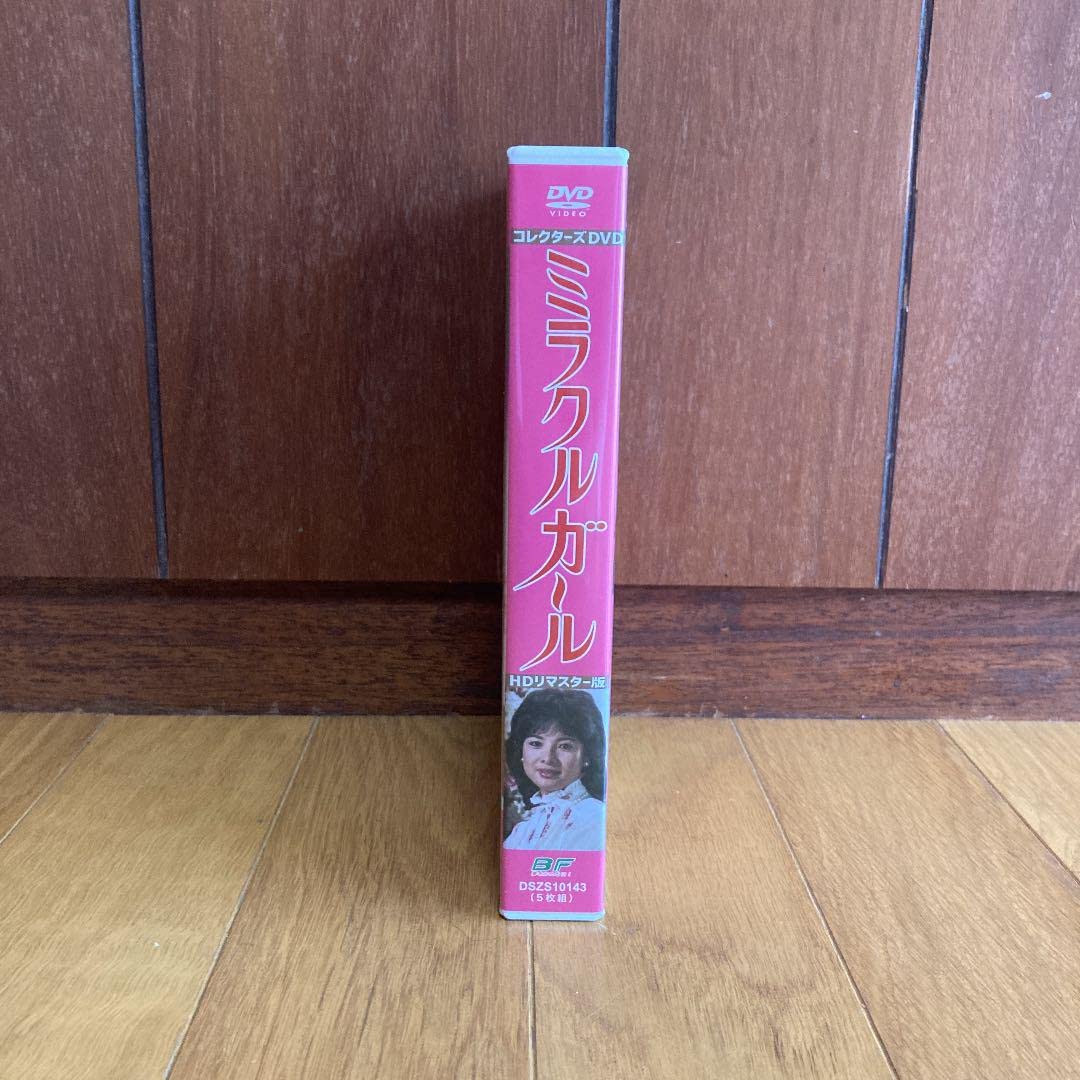 DVD
VIDEO
コレクターズDVD
ミラクルガール
HDリマスター版
BF
DSZS10143
(5枚組)